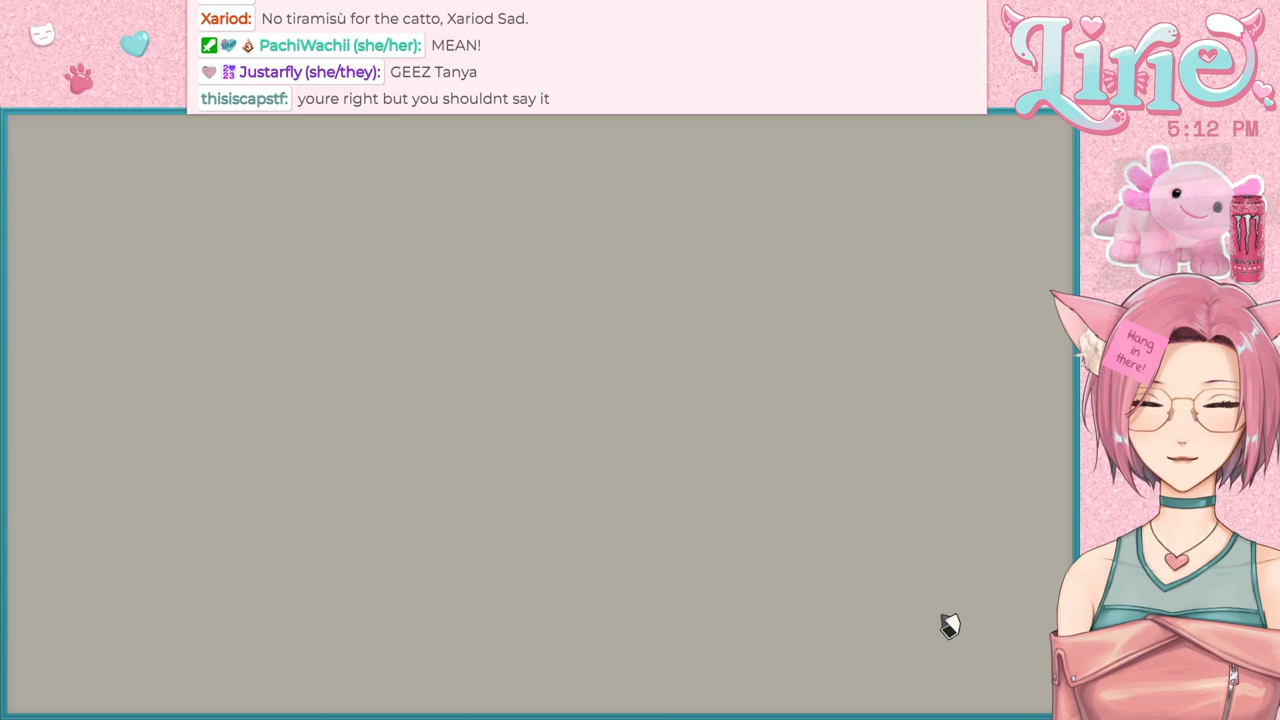 Xariod: No tiramisù for the catto, Xariod Sad.
PachiWachii (she/her): MEAN!
Justarfly (she/they): GEEZ Tanya
thisiscapstf: youre right but you shouldnt say it
Lirie
5:12 PM
Hang
in
there!